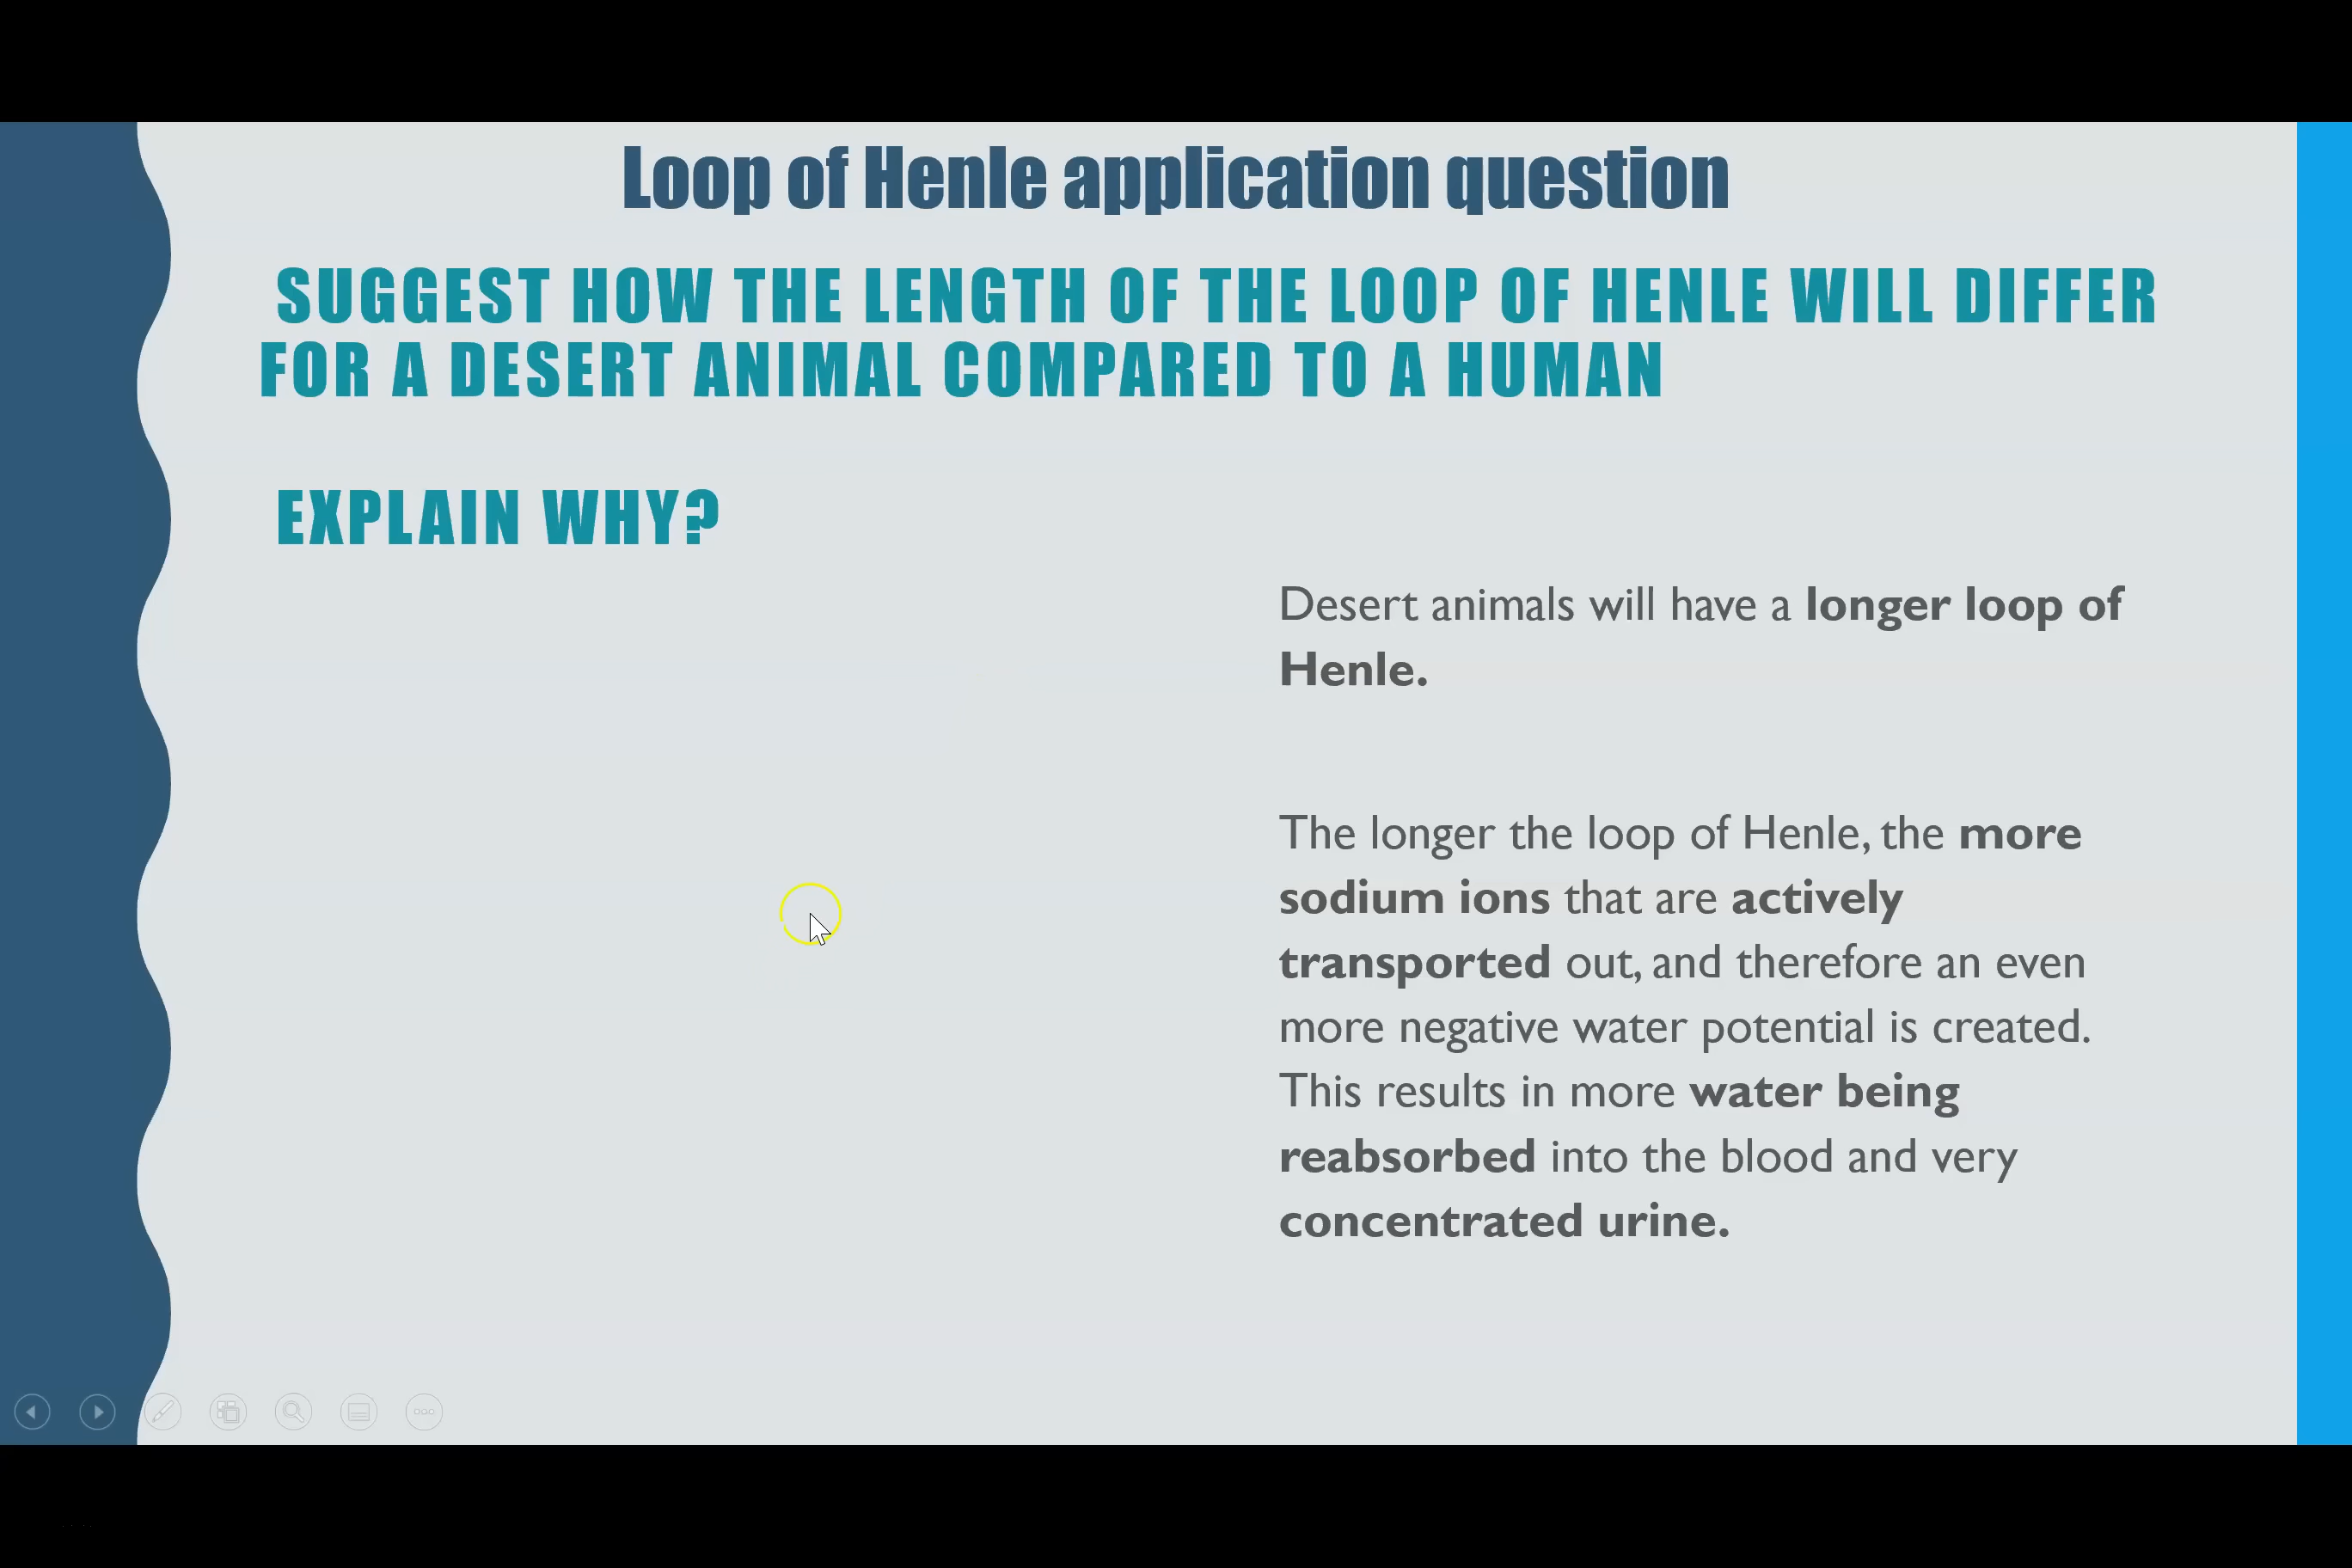 Loop of Henle application question
SUGGEST HOW THE LENGTH OF THE LOOP OF HENLE WILL DIFFER
FOR A DESERT ANIMAL COMPARED TO A HUMAN
EXPLAIN WHY?
Desert animals will have a longer loop of
Henle.
The longer the loop of Henle, the more
sodium ions that are actively
transported out, and therefore an even
more negative water potential is created.
This results in more water being
reabsorbed into the blood and very
concentrated urine.